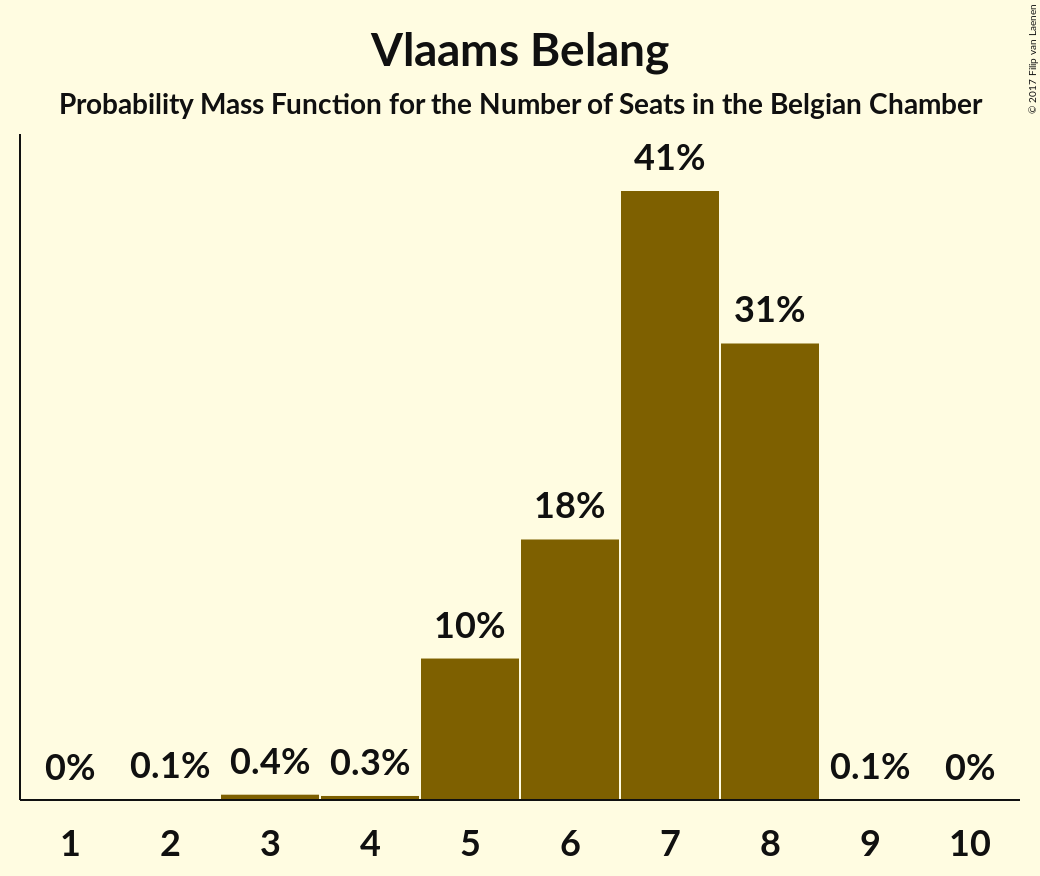 Vlaams Belang
Probability Mass Function for the Number of Seats in the Belgian Chamber
© 2017 Filip van Laenen
41%
31%
18%
10%
0% 0.1% 0.4% 0.3% 0.1% 0%
1 2 3 4 5 6 7 8 9 10